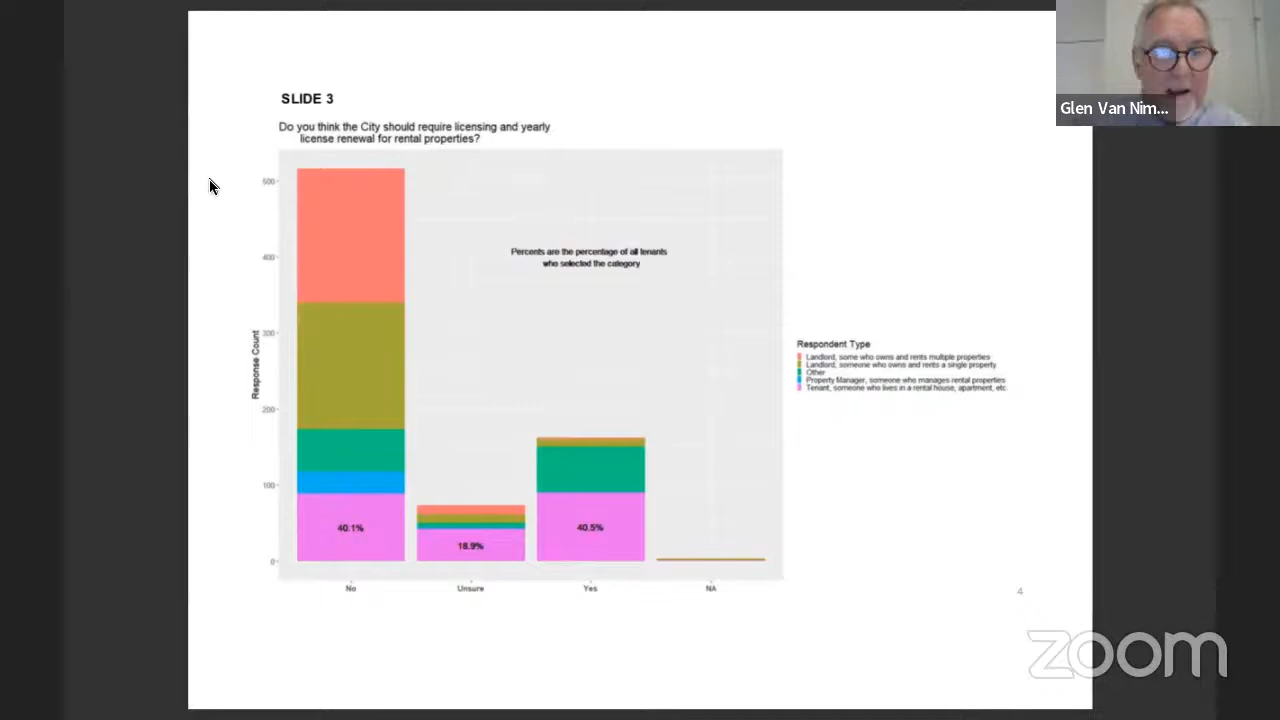 Glen Van Nim...
SLIDE 3
Do you think the City should require licensing and yearly
license renewal for rental properties?
Percents are the percentage of all tenants
who selected the category
Response Count
500
400
300
200
100
0
40.1%
18.9%
40.5%
No
Unsure
Yes
NA
Respondent Type
Landlord, some who owns and rents multiple properties
Landlord, someone who owns and rents a single property
Other
Property Manager, someone who manages rental properties
Tenant, someone who lives in a rental house, apartment, etc
4
zoom